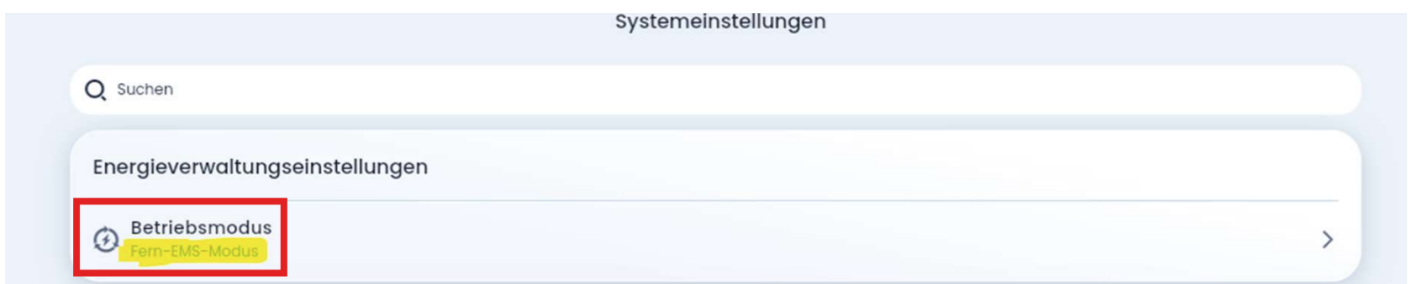 Systemeinstellungen
Suchen
Energieverwaltungseinstellungen
Betriebsmodus
Fern-EMS-Modus